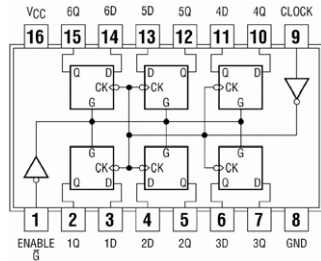 VCC 6Q 6D 5D 5Q 4D 4Q CLOCK
16 15 14 13 12 11 10 9
Q D D Q Q D
CK CK CK
G G G
G G G
CK CK CK
Q D D Q D Q
1 2 3 4 5 6 7 8
ENABLE G̅ 1Q 1D 2D 2Q 3D 3Q GND